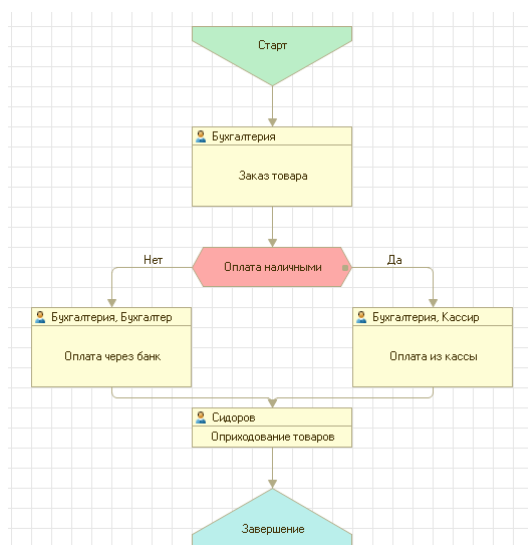 Старт
Бухгалтерия
Заказ товара
Оплата наличными
Нет
Да
Бухгалтерия, Бухгалтер
Оплата через банк
Бухгалтерия, Кассир
Оплата из кассы
Сидоров
Оприходование товаров
Завершение